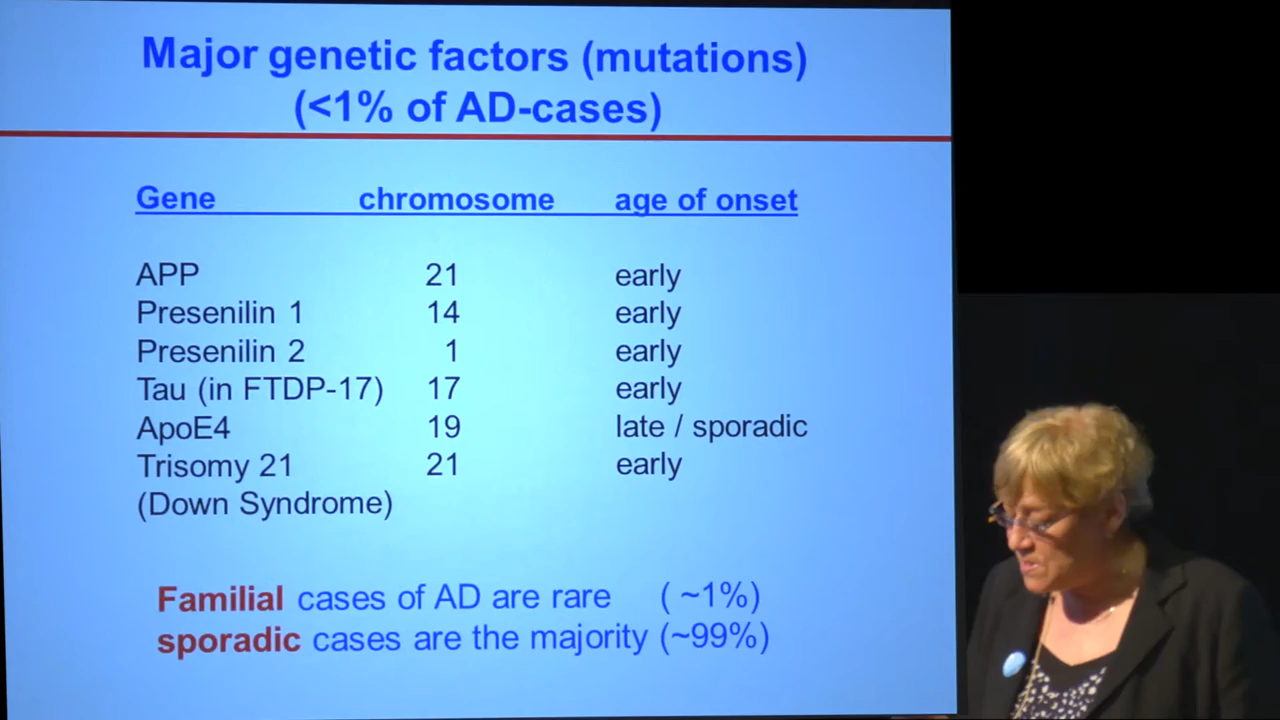 Major genetic factors (mutations)
(<1% of AD-cases)
Gene chromosome age of onset
APP 21 early
Presenilin 1 14 early
Presenilin 2 1 early
Tau (in FTDP-17) 17 early
ApoE4 19 late / sporadic
Trisomy 21 21 early
(Down Syndrome)
Familial cases of AD are rare ( ~1%)
sporadic cases are the majority (~99%)